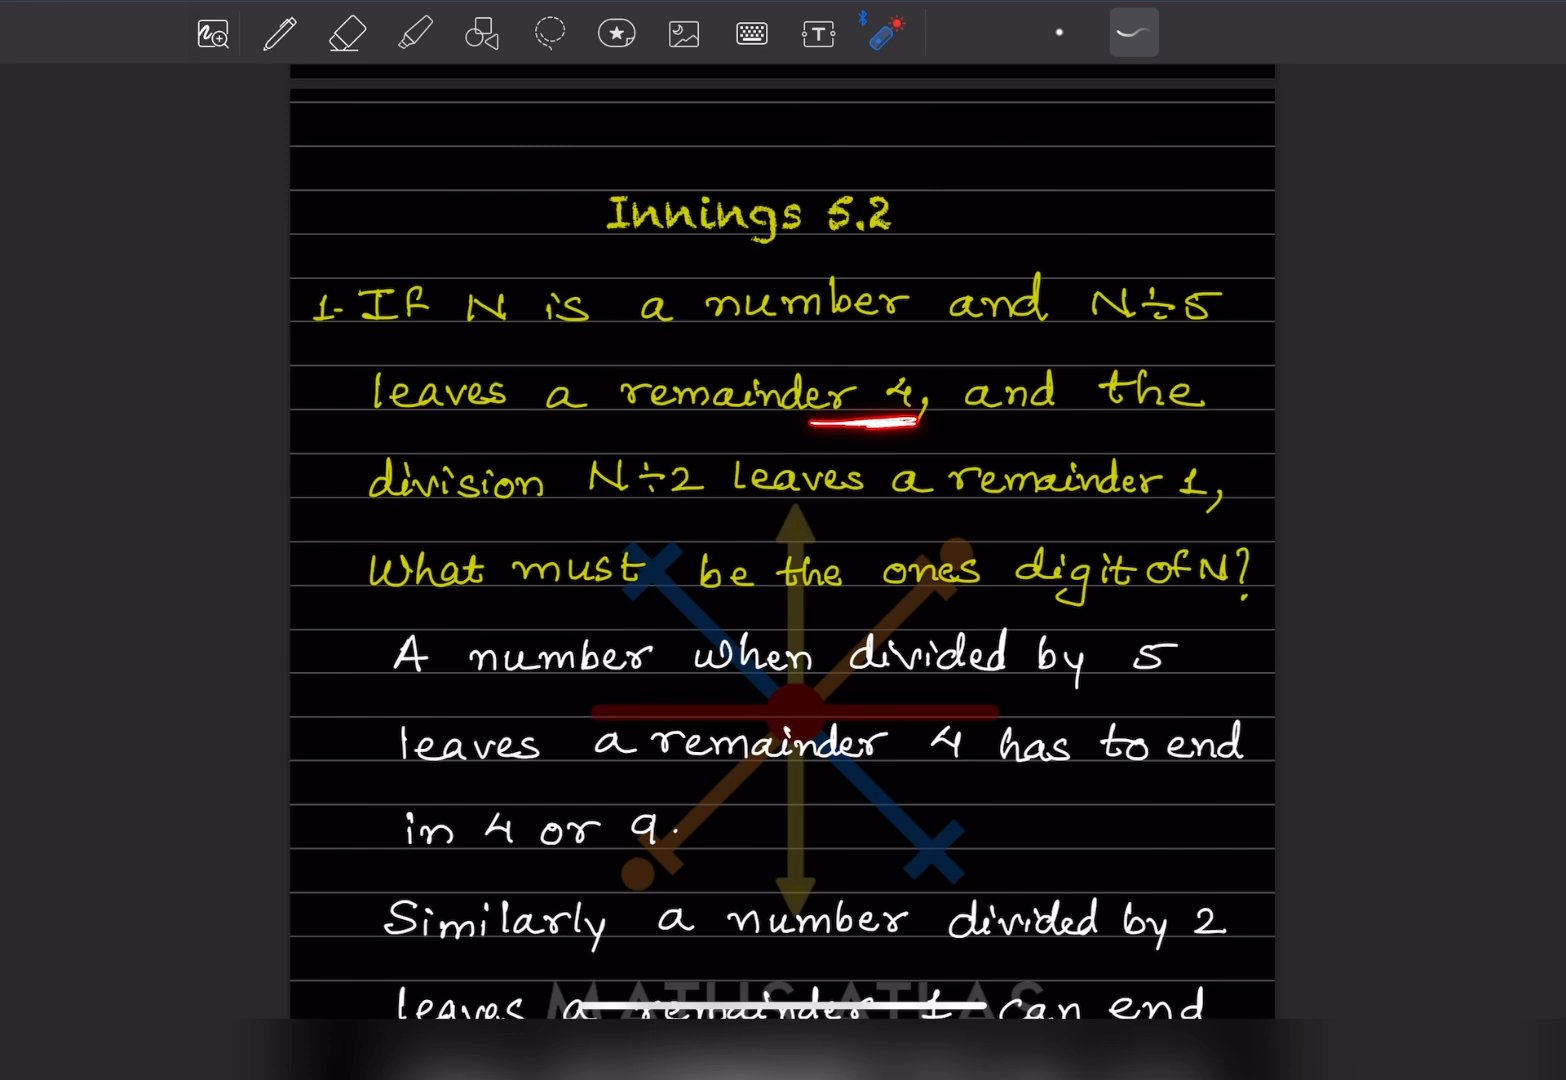 Innings 5.2
1. If N is a number and N÷5
leaves a remainder 4, and the
division N÷2 leaves a remainder 1,
What must be the ones digit of N?
A number when divided by 5
leaves a remainder 4 has to end
in 4 or 9.
Similarly a number divided by 2
leaves a remainder 1 can end
MATHS ATLAS